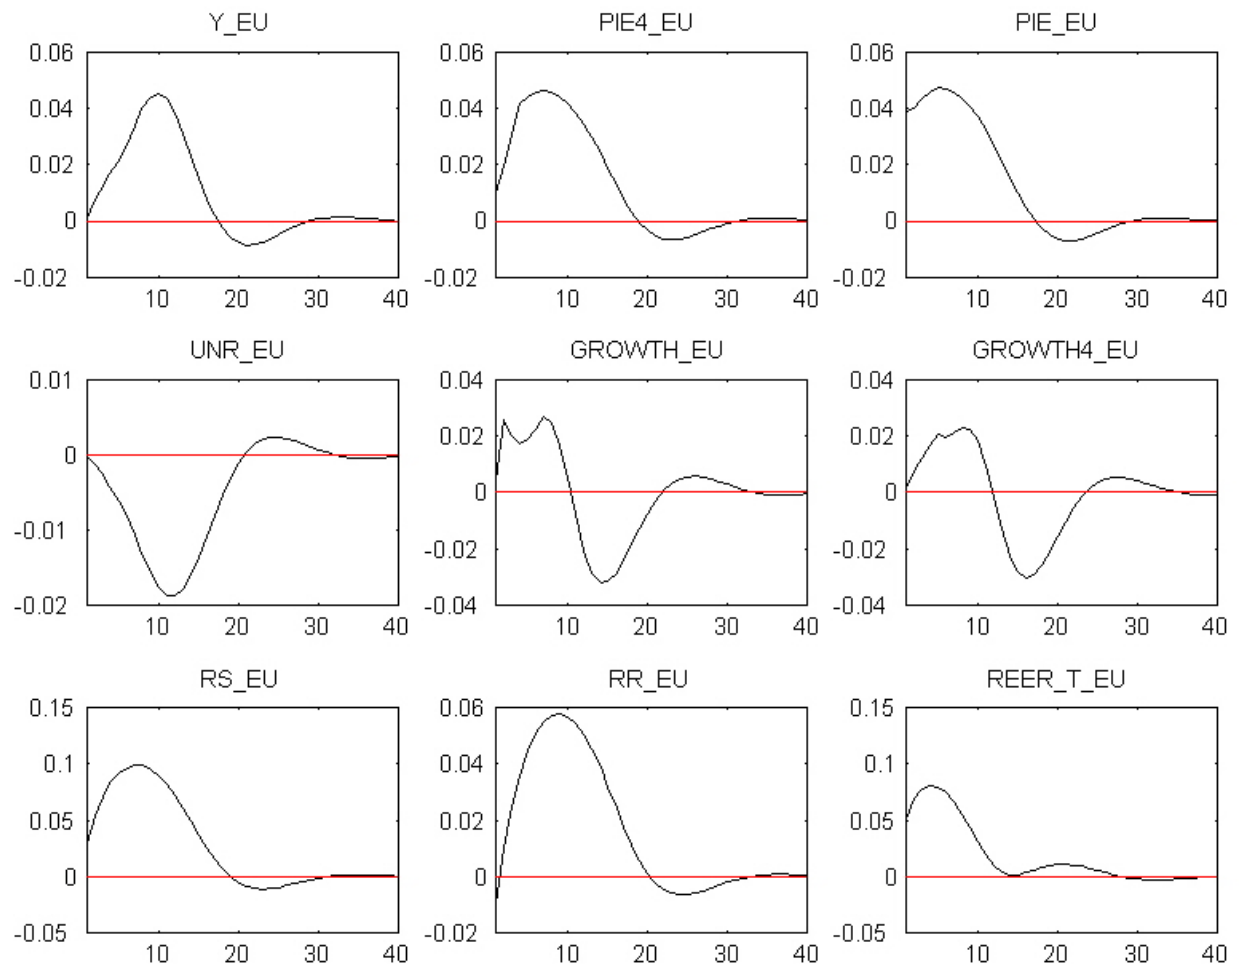 Y_EU PIE4_EU PIE_EU
0.06 0.06 0.06
0.04 0.04 0.04
0.02 0.02 0.02
0 0 0
-0.02 -0.02 -0.02
10 20 30 40 10 20 30 40 10 20 30 40
UNR_EU GROWTH_EU GROWTH4_EU
0.01 0.04 0.04
0 0.02 0.02
-0.01 0 0
-0.02 -0.02
-0.02 -0.04 -0.04
10 20 30 40 10 20 30 40 10 20 30 40
RS_EU RR_EU REER_T_EU
0.15 0.06 0.15
0.1 0.04 0.1
0.05 0.02 0.05
0 0 0
-0.05 -0.02 -0.05
10 20 30 40 10 20 30 40 10 20 30 40